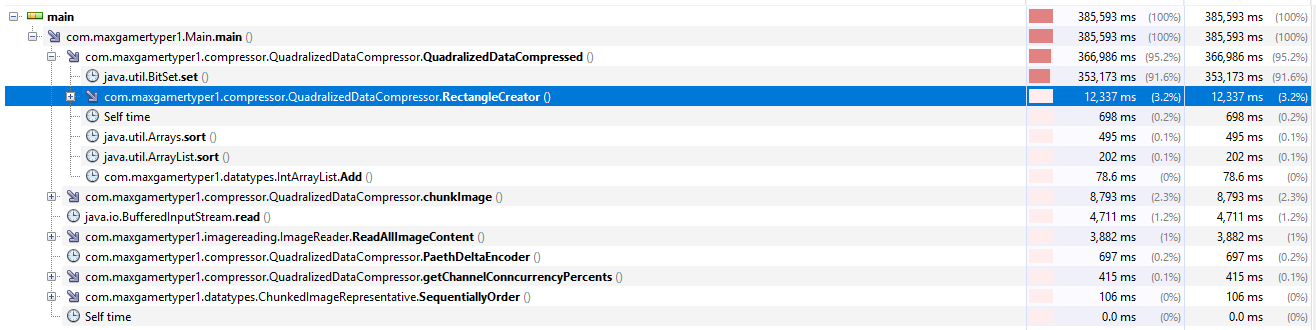 main 385,593 ms (100%) 385,593 ms (100%)
com.maxgamertyper1.Main.main () 385,593 ms (100%) 385,593 ms (100%)
com.maxgamertyper1.compressor.QuadralizedDataCompressor.QuadralizedDataCompressed () 366,986 ms (95.2%) 366,986 ms (95.2%)
java.util.BitSet.set () 353,173 ms (91.6%) 353,173 ms (91.6%)
com.maxgamertyper1.compressor.QuadralizedDataCompressor.RectangleCreator () 12,337 ms (3.2%) 12,337 ms (3.2%)
Self time 698 ms (0.2%) 698 ms (0.2%)
java.util.Arrays.sort () 495 ms (0.1%) 495 ms (0.1%)
java.util.ArrayList.sort () 202 ms (0.1%) 202 ms (0.1%)
com.maxgamertyper1.datatypes.IntArrayList.Add () 78.6 ms (0%) 78.6 ms (0%)
com.maxgamertyper1.compressor.QuadralizedDataCompressor.chunkImage () 8,793 ms (2.3%) 8,793 ms (2.3%)
java.io.BufferedInputStream.read () 4,711 ms (1.2%) 4,711 ms (1.2%)
com.maxgamertyper1.imagereading.ImageReader.ReadAllImageContent () 3,882 ms (1%) 3,882 ms (1%)
com.maxgamertyper1.compressor.QuadralizedDataCompressor.PaethDeltaEncoder () 697 ms (0.2%) 697 ms (0.2%)
com.maxgamertyper1.compressor.QuadralizedDataCompressor.getChannelConncurrencyPercents () 415 ms (0.1%) 415 ms (0.1%)
com.maxgamertyper1.datatypes.ChunkedImageRepresentative.SequentiallyOrder () 106 ms (0%) 106 ms (0%)
Self time 0.0 ms (0%) 0.0 ms (0%)